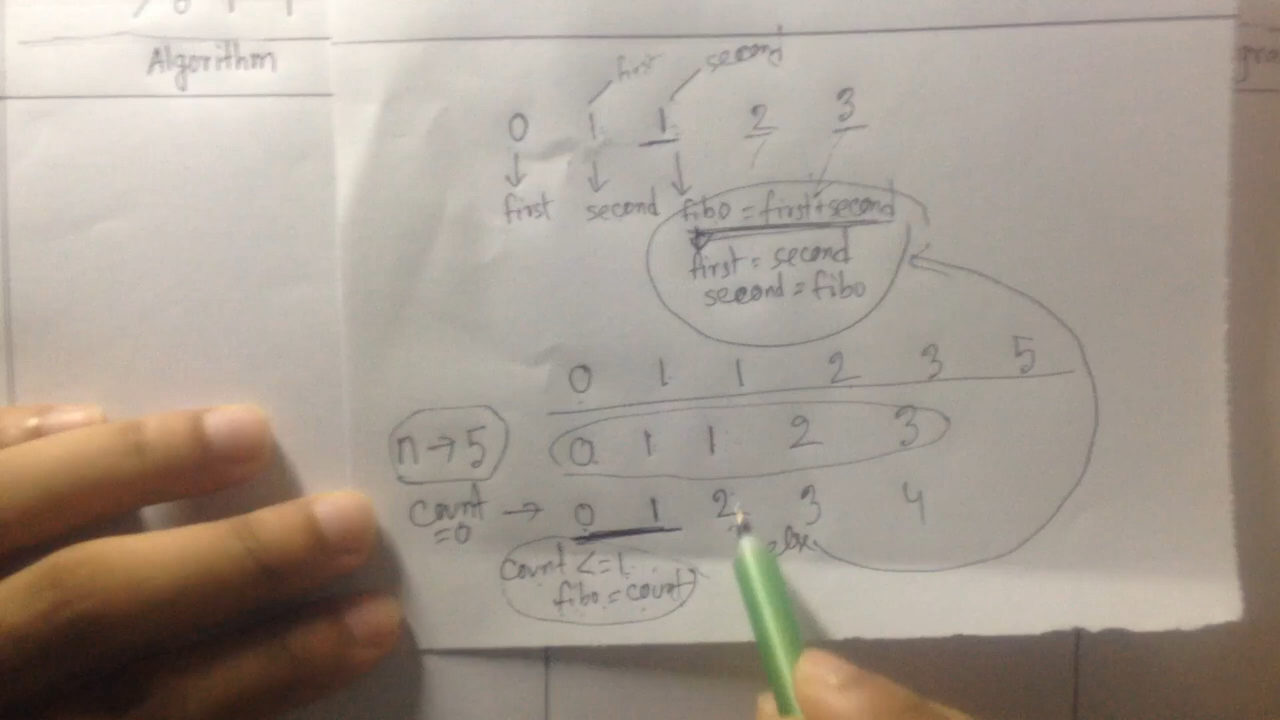 Algorithm
first second
0 1 1 2 3
first second fibo = first+second
first = second
second = fibo
0 1 1 2 3 5
n→5 0 1 1 2 3
count → 0 1 2 3 4
=0 else
count <=1
fibo = count